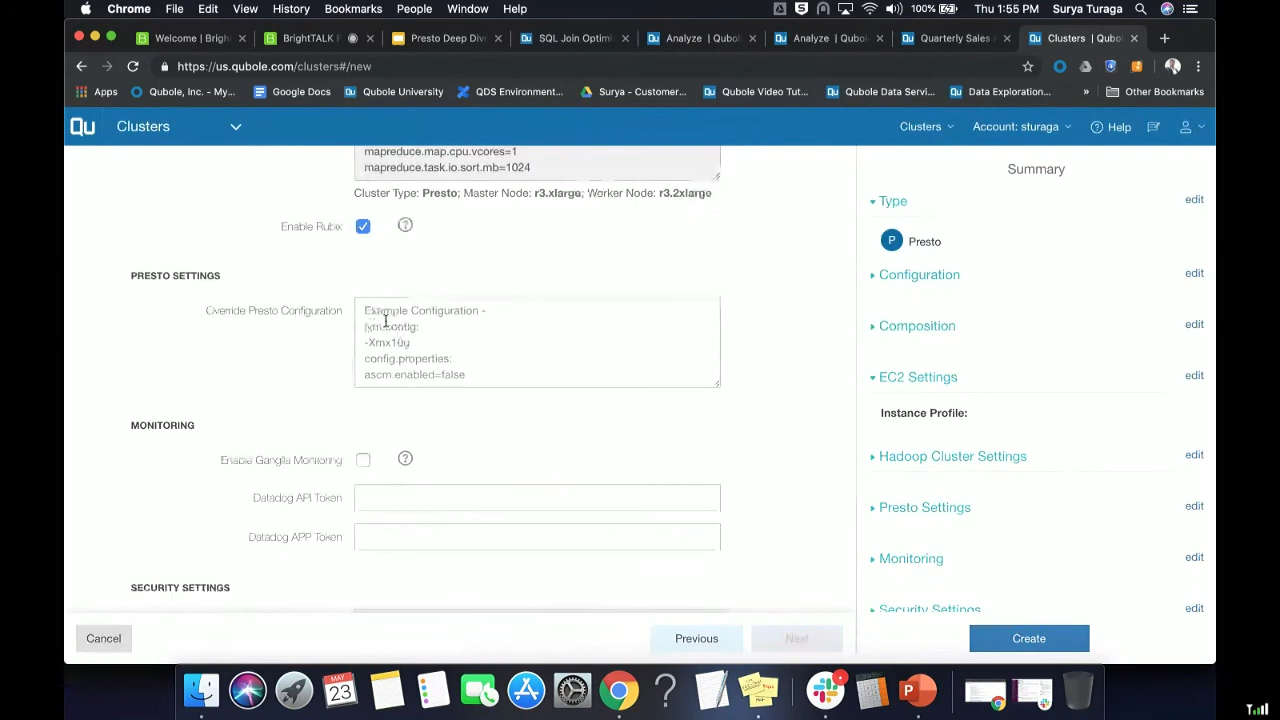 Chrome File Edit View History Bookmarks People Window Help 100% Thu 1:55 PM Surya Turaga
Welcome | Brigh BrightTALK P Presto Deep Div SQL Join Optim Analyze | Qubo Analyze | Qubol Quarterly Sales A Clusters | Qubo
https://us.qubole.com/clusters#/new
Apps Qubole, Inc. - My... Google Docs Qubole University QDS Environment... Surya - Customer... Qubole Video Tut... Qubole Data Servi... Data Exploration... » Other Bookmarks
Qu Clusters Clusters Account: sturaga Help
mapreduce.map.cpu.vcores=1
mapreduce.task.io.sort.mb=1024
Cluster Type: Presto; Master Node: r3.xlarge; Worker Node: r3.2xlarge
Enable Rubix
PRESTO SETTINGS
Override Presto Configuration
Example Configuration -
-Xmx10g
config.properties:
ascm.enabled=false
MONITORING
Enable Ganglia Monitoring
Datadog API Token
Datadog APP Token
SECURITY SETTINGS
Cancel Previous Next
Summary
Type edit
P Presto
Configuration edit
Composition edit
EC2 Settings edit
Instance Profile:
Hadoop Cluster Settings edit
Presto Settings edit
Monitoring edit
Security Settings edit
Create
MAY
23